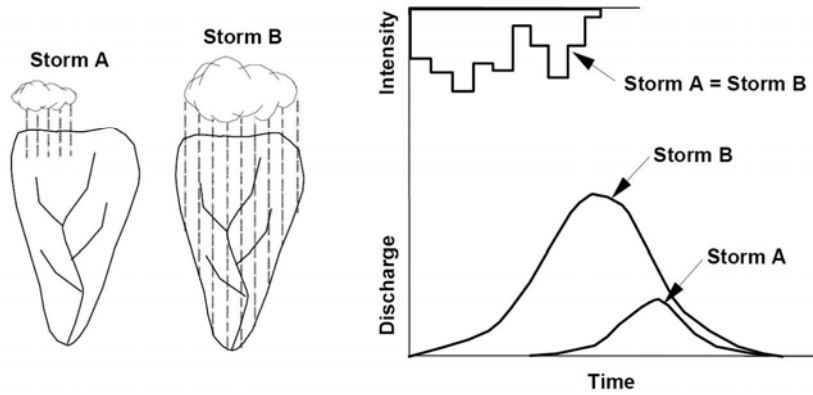 Storm A
Storm B
Intensity
Storm A = Storm B
Storm B
Storm A
Discharge
Time